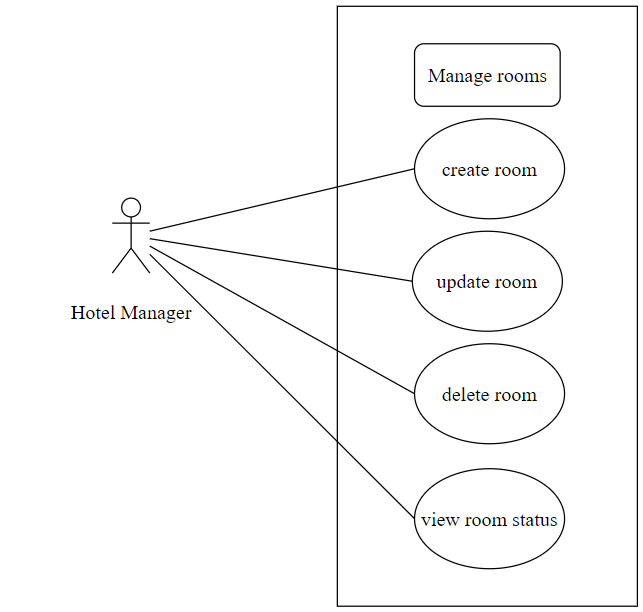 Manage rooms
create room
update room
Hotel Manager
delete room
view room status